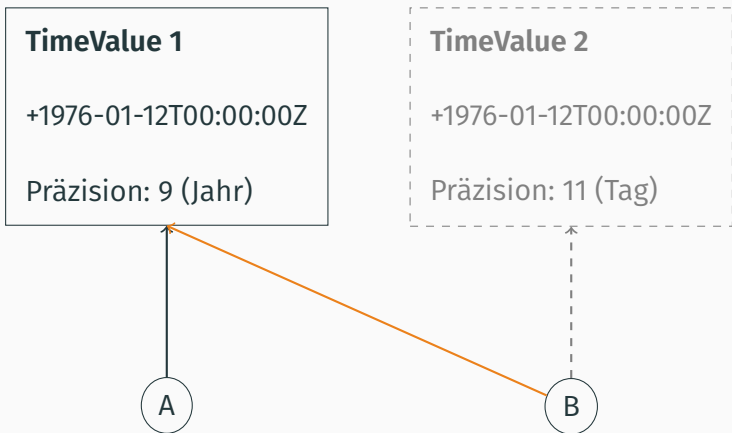 TimeValue 1
+1976-01-12T00:00:00Z
Präzision: 9 (Jahr)
TimeValue 2
+1976-01-12T00:00:00Z
Präzision: 11 (Tag)
A
B